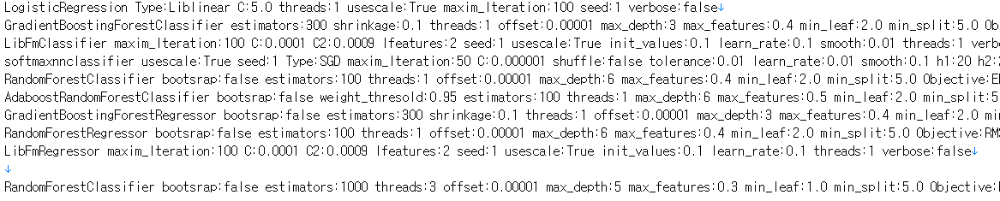 LogisticRegression Type:Liblinear C:5.0 threads:1 usescale:True maxim_Iteration:100 seed:1 verbose:false↓
GradientBoostingForestClassifier estimators:300 shrinkage:0.1 threads:1 offset:0.00001 max_depth:3 max_features:0.4 min_leaf:2.0 min_split:5.0 Ob
LibFmClassifier maxim_Iteration:100 C:0.0001 C2:0.0009 lfeatures:2 seed:1 usescale:True init_values:0.1 learn_rate:0.1 smooth:0.01 threads:1 verb
softmaxnnclassifier usescale:True seed:1 Type:SGD maxim_Iteration:50 C:0.000001 shuffle:false tolerance:0.01 learn_rate:0.01 smooth:0.1 h1:20 h2:
RandomForestClassifier bootsrap:false estimators:100 threads:1 offset:0.00001 max_depth:6 max_features:0.4 min_leaf:2.0 min_split:5.0 Objective:E
AdaboostRandomForestClassifier bootsrap:false weight_thresold:0.95 estimators:100 threads:1 max_depth:6 max_features:0.5 min_leaf:2.0 min_split:5
GradientBoostingForestRegressor bootsrap:false estimators:300 shrinkage:0.1 threads:1 offset:0.00001 max_depth:3 max_features:0.4 min_leaf:2.0 min
RandomForestRegressor bootsrap:false estimators:100 threads:1 offset:0.00001 max_depth:6 max_features:0.4 min_leaf:2.0 min_split:5.0 Objective:RM
LibFmRegressor maxim_Iteration:100 C:0.0001 C2:0.0009 lfeatures:2 seed:1 usescale:True init_values:0.1 learn_rate:0.1 threads:1 verbose:false↓
↓
RandomForestClassifier bootsrap:false estimators:1000 threads:3 offset:0.00001 max_depth:5 max_features:0.3 min_leaf:1.0 min_split:5.0 Objective: